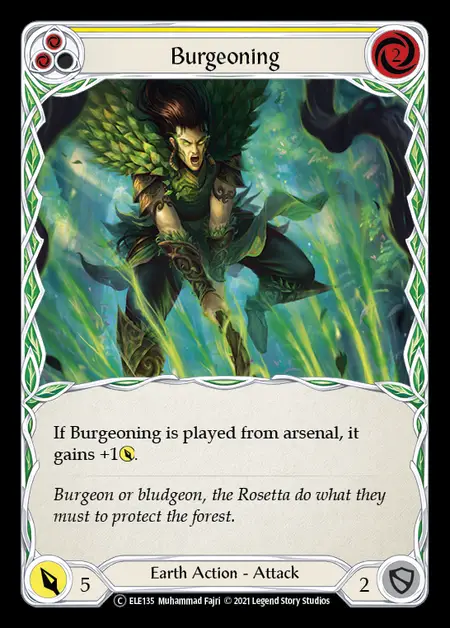 Burgeoning
2
If Burgeoning is played from arsenal, it
gains +1.
Burgeon or bludgeon, the Rosetta do what they
must to protect the forest.
5
Earth Action - Attack
2
C ELE135 Muhammad Fajri © 2021 Legend Story Studios